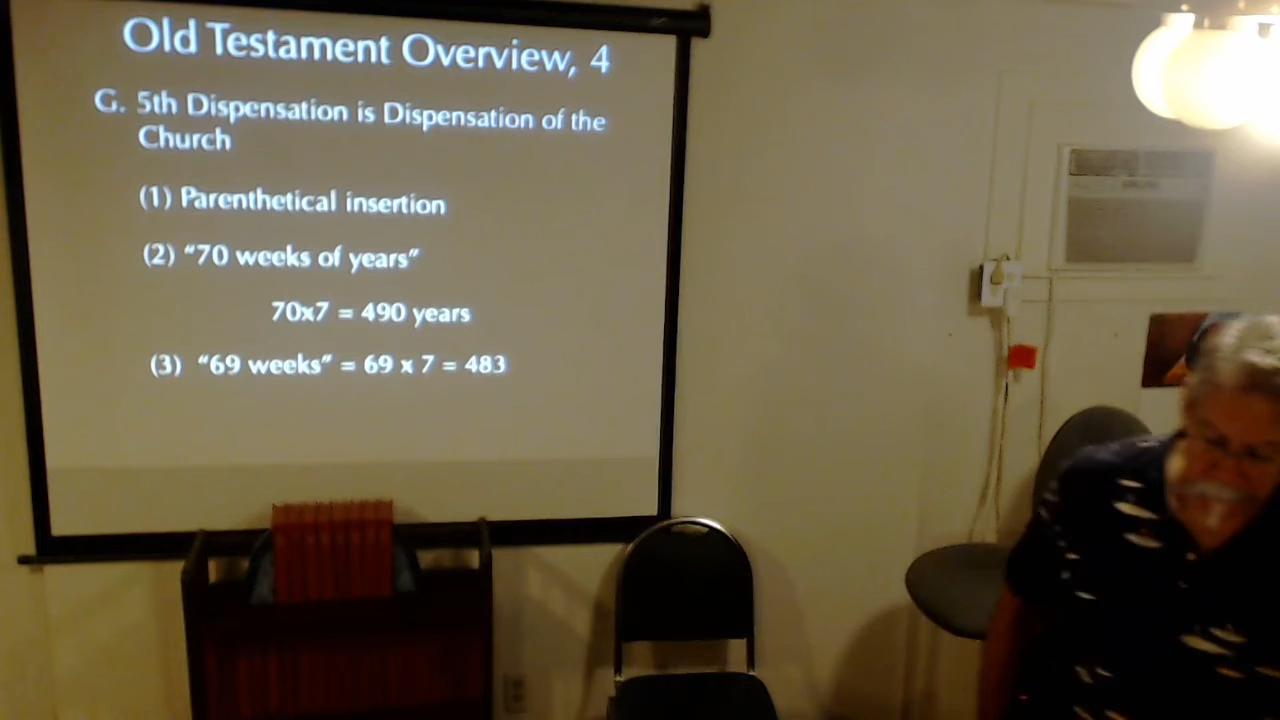 Old Testament Overview, 4
G. 5th Dispensation is Dispensation of the
Church
(1) Parenthetical insertion
(2) “70 weeks of years”
70x7 = 490 years
(3) “69 weeks” = 69 x 7 = 483